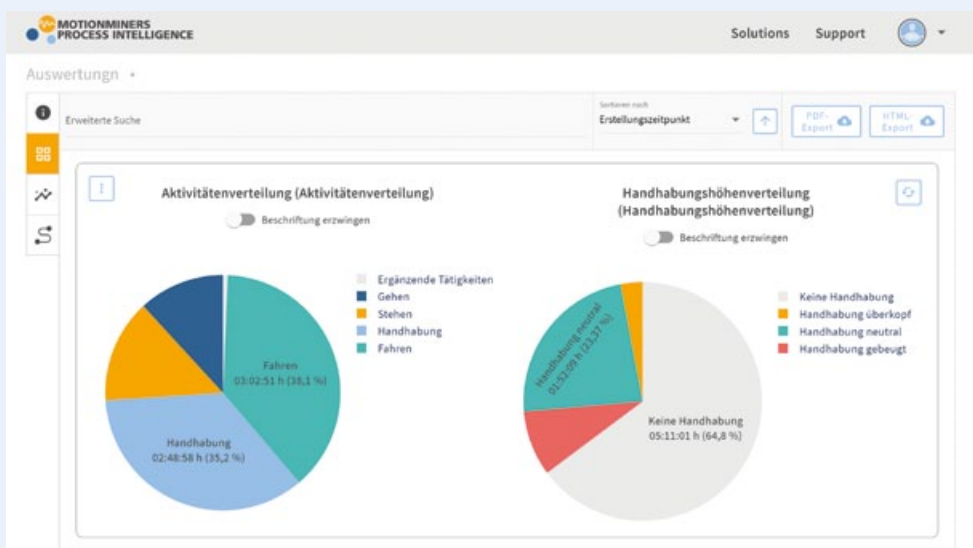 MOTIONMINERS
PROCESS INTELLIGENCE
Solutions
Support
Auswertungn
Erweiterte Suche
Sortieren nach
Erstellungszeitpunkt
PDF-
Export
HTML-
Export
Aktivitätenverteilung (Aktivitätenverteilung)
Beschriftung erzwingen
Ergänzende Tätigkeiten
Gehen
Stehen
Handhabung
Fahren
Fahren
03:02:51 h (38,1 %)
Handhabung
02:48:58 h (35,2 %)
Handhabungshöhenverteilung
(Handhabungshöhenverteilung)
Beschriftung erzwingen
Keine Handhabung
Handhabung überkopf
Handhabung neutral
Handhabung gebeugt
Handhabung neutral
01:52:09 h (23,37 %)
Keine Handhabung
05:11:01 h (64,8 %)